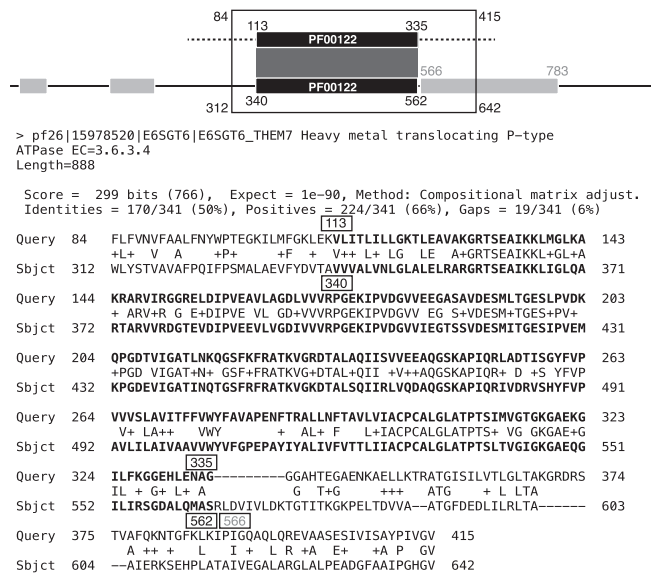 84 415
113 335
PF00122
566 783
PF00122
312 340 562 642
> pf26|15978520|E6SGT6|E6SGT6_THEM7 Heavy metal translocating P-type
ATPase EC=3.6.3.4
Length=888
Score = 299 bits (766), Expect = 1e-90, Method: Compositional matrix adjust.
Identities = 170/341 (50%), Positives = 224/341 (66%), Gaps = 19/341 (6%)
113
Query 84 FLFVNVFAALFNYWPTEGKILMFGKLEKVLITLILLGKTLEAVAKGRTSEAIKKLMGLKA 143
+L+ V A +P+ +F + V++ L+ LG LE A+GRTSEAIKKL+GL+A
Sbjct 312 WLYSTVAVAFPQIFPSMALAEVFYDVTAVVVALVNLGLALELRARGRTSEAIKKLIGLQA 371
340
Query 144 KRARVIRGGRELDIPVEAVLAGDLVVVRPGEKIPVDGVVEEGASAVDESMLTGESLPVDK 203
+ ARV+R G E+DIPVEE VL GD+VVVRPGEKIPVDGVV EG S+VDESM+TGES+PV+
Sbjct 372 RTARVVRDGTEVDIPVEEVLVGDIVVVRPGEKIPVDGVVIEGTSSVDESMITGESIPVEM 431
Query 204 QPGDTVIGATLNKQGSFKFRATKVGRDTALAQIISVVEEAQGSKAPIQRLADTISGYFVP 263
+PGD VIGAT+N+ GSF+FRATKVG+DTAL+QII +V++AQGSKAPIQR+ D +S YFVP
Sbjct 432 KPGDEVIGATINQTGSFRFRATKVGKDTALSQIIRLVQDAQGSKAPIQRIVDRVSHYFVP 491
Query 264 VVVSLAVITFFVWYFAVAPENFTRALLNFTAVLVIACPCALGLATPTSIMVGTGKGAEKG 323
V+ LA++ VWY + AL+ F L+IACPCALGLATPTS+ VG GKGAE+G
Sbjct 492 AVLILAIVAAVVWYVFGPEPAYIYALIVFVTTLIIACPCALGLATPTSLTVGIGKGAEQG 551
335
Query 324 ILFKGGEHLENAG---------GGAHTEGAENKAELLKTRATGISILVTLGLTAKGRDRS 374
IL + G+ L+ A G T+G +++ ATG + L LTA
Sbjct 552 ILIRSGDALQMASRLDVIVLDKTGTITKGKPELTDVVA--ATGFDEDLILRLTA------ 603
562 566
Query 375 TVAFQKNTGFKLKIPIGQAQLQREVAASESVIVSAYPIVGV 415
A ++ + L I + L R +A+E + +A P GV
Sbjct 604 --AIERKSEHPLATAIVEGALARGLALPEADGFAAIPGHGV 642